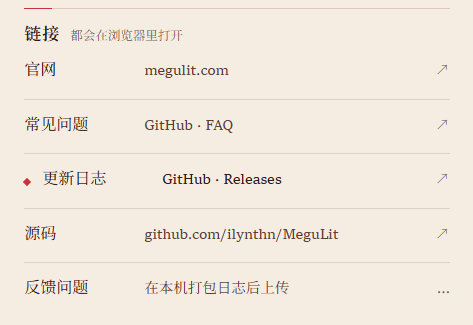 链接 都会在浏览器里打开
官网 megulit.com ↗
常见问题 GitHub · FAQ ↗
◆ 更新日志 GitHub · Releases ↗
源码 github.com/ilynthn/MeguLit ↗
反馈问题 在本机打包日志后上传 …